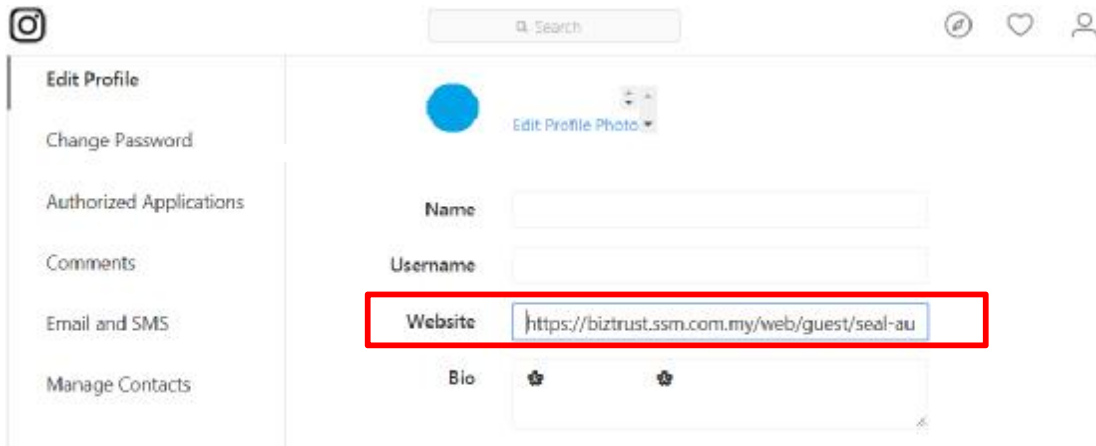 Search
Edit Profile
Edit Profile Photo
Change Password
Authorized Applications
Name
Comments
Username
Website
https://biztrust.ssm.com.my/web/guest/seal-au
Email and SMS
Bio
Manage Contacts